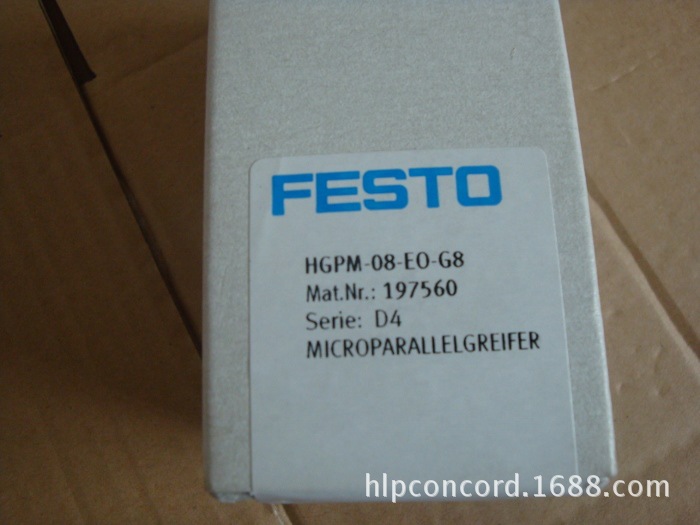 FESTO
HGPM-08-EO-G8
Mat.Nr.: 197560
Serie: D4
MICROPARALLELGREIFER
hlpconcord.1688.com